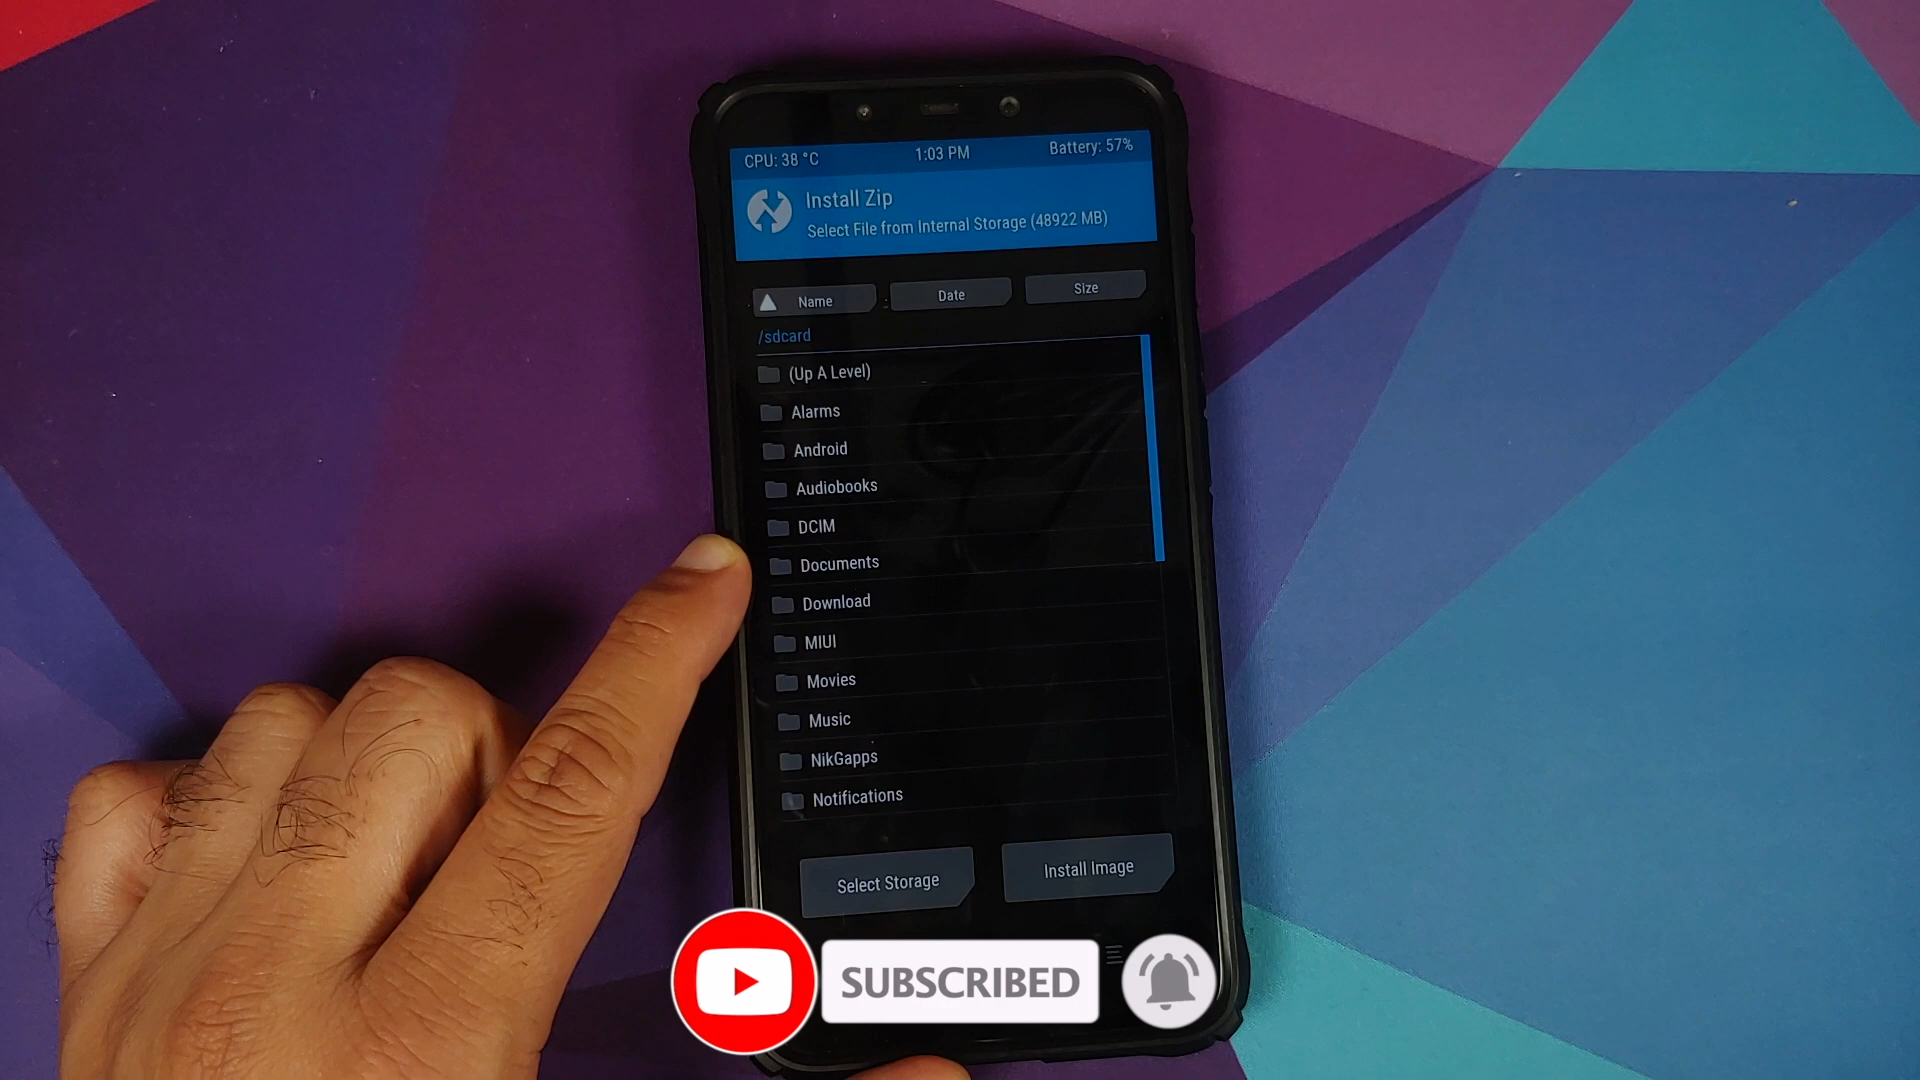 CPU: 38 °C 1:03 PM Battery: 57%
Install Zip
Select File from Internal Storage (48922 MB)
Name Date Size
/sdcard
(Up A Level)
Alarms
Android
Audiobooks
DCIM
Documents
Download
MIUI
Movies
Music
NikGapps
Notifications
Select Storage Install Image
SUBSCRIBED